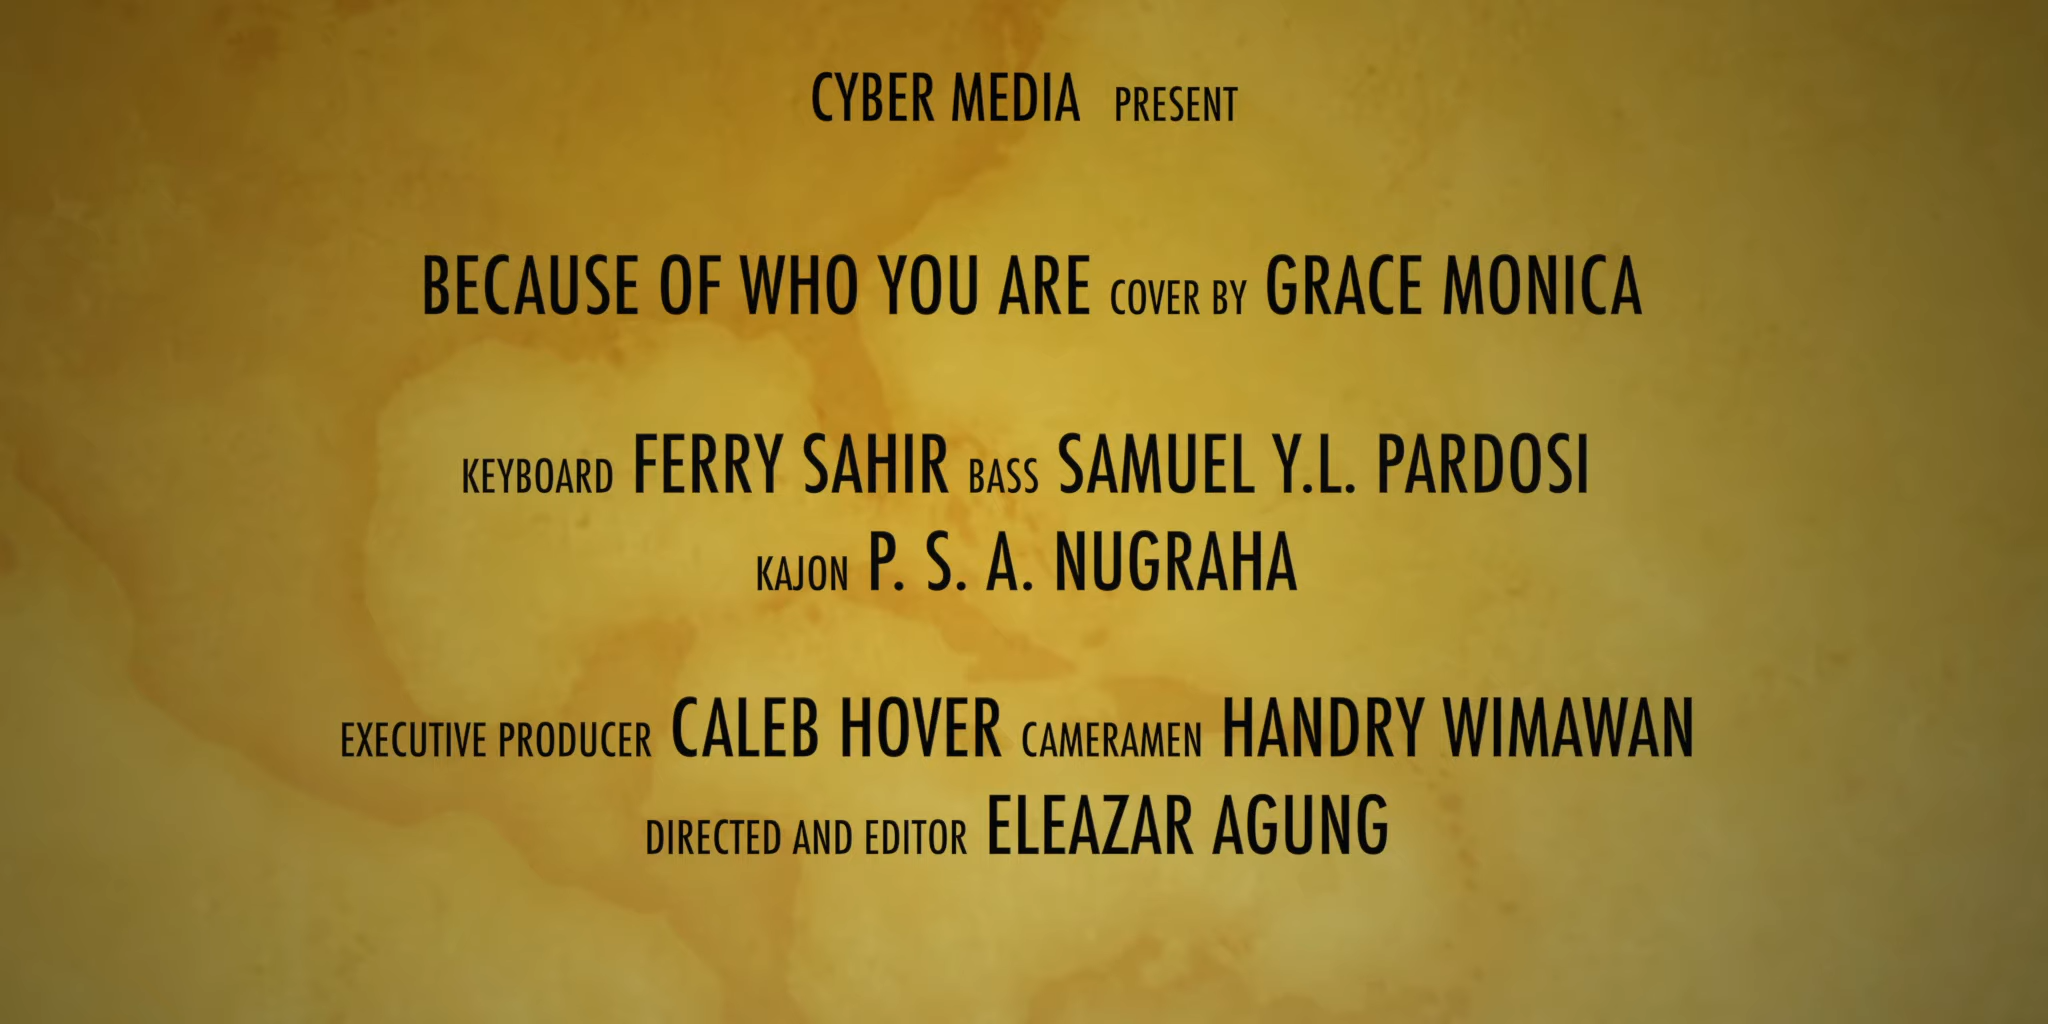 CYBER MEDIA PRESENT
BECAUSE OF WHO YOU ARE COVER BY GRACE MONICA
KEYBOARD FERRY SAHIR BASS SAMUEL Y.L. PARDOSI
KAJON P. S. A. NUGRAHA
EXECUTIVE PRODUCER CALEB HOVER CAMERAMEN HANDRY WIMAWAN
DIRECTED AND EDITOR ELEAZAR AGUNG